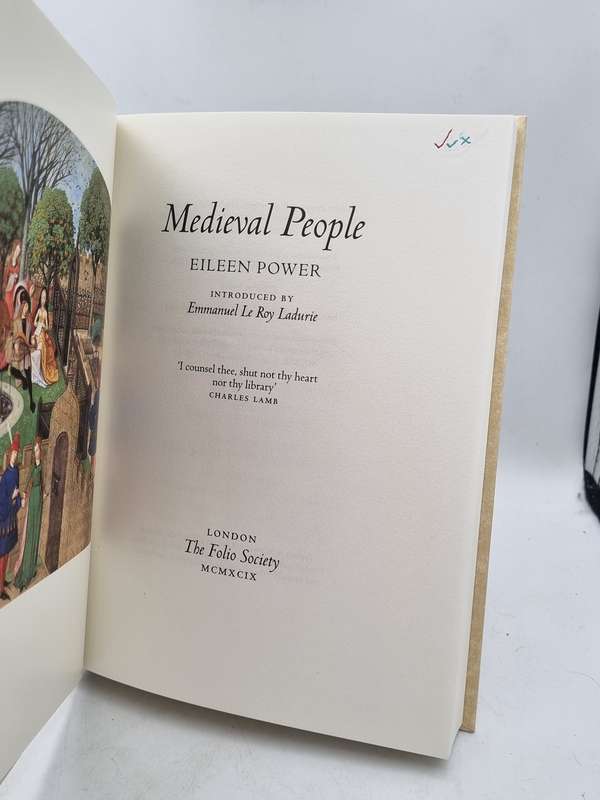 Medieval People
EILEEN POWER
INTRODUCED BY
Emmanuel Le Roy Ladurie
'I counsel thee, shut not thy heart
nor thy library'
CHARLES LAMB
LONDON
The Folio Society
MCMXCIX